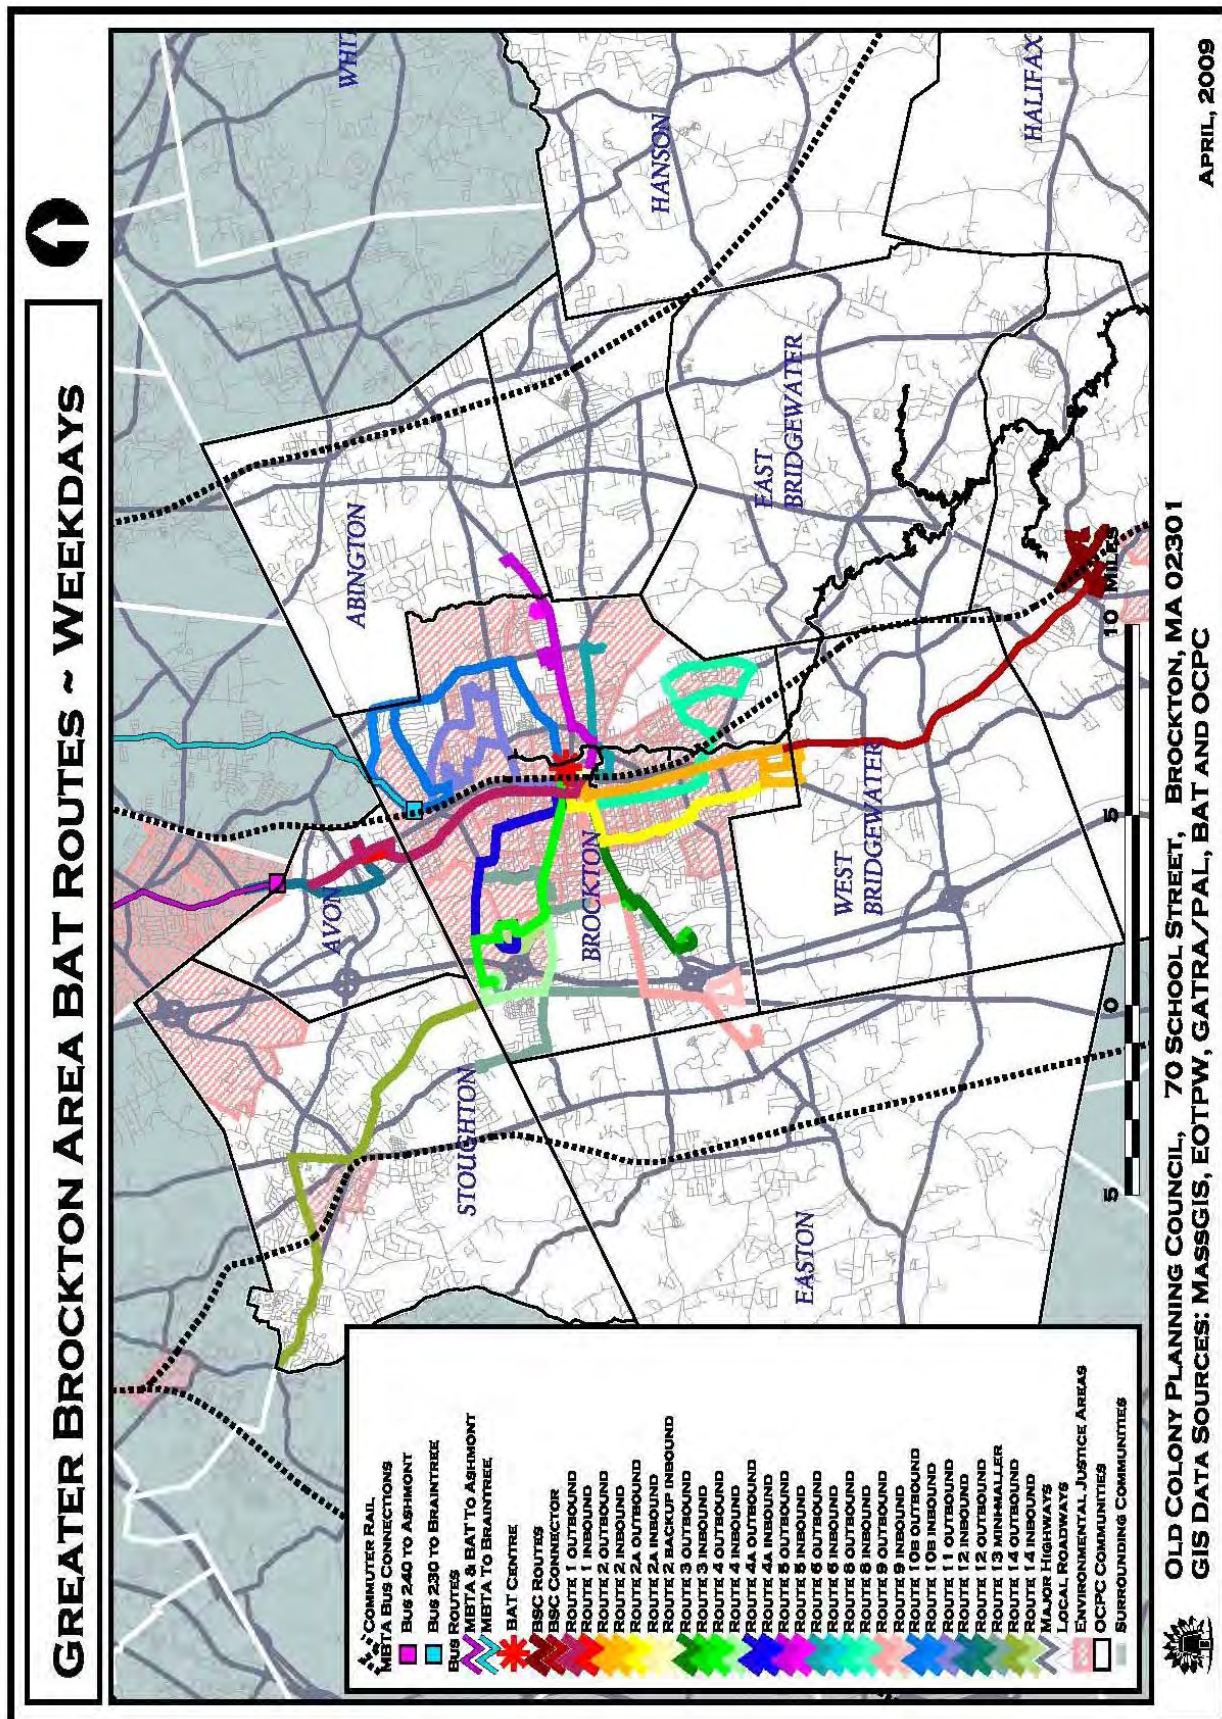 GREATER BROCKTON AREA BAT ROUTES ~ WEEKDAYS
WHIT
HANSON
HALIFAX
ABINGTON
EAST
BRIDGEWATER
AVON
BROCKTON
WEST
BRIDGEWATER
STOUGHTON
EASTON
5 0 5 10
MILES
COMMUTER RAIL
MBTA BUS CONNECTIONS
BUS 240 TO ASHMONT
BUS 230 TO BRAINTREE
BUS ROUTES
MBTA & BAT TO ASHMONT
MBTA TO BRAINTREE
BAT CENTRE
BSC ROUTES
BSC CONNECTOR
ROUTE 1 OUTBOUND
ROUTE 1 INBOUND
ROUTE 2 OUTBOUND
ROUTE 2 INBOUND
ROUTE 2A OUTBOUND
ROUTE 2A INBOUND
ROUTE 2 BACKUP INBOUND
ROUTE 3 OUTBOUND
ROUTE 3 INBOUND
ROUTE 4 OUTBOUND
ROUTE 4 INBOUND
ROUTE 4A OUTBOUND
ROUTE 4A INBOUND
ROUTE 5 OUTBOUND
ROUTE 5 INBOUND
ROUTE 6 OUTBOUND
ROUTE 6 INBOUND
ROUTE 8 OUTBOUND
ROUTE 8 INBOUND
ROUTE 9 OUTBOUND
ROUTE 9 INBOUND
ROUTE 10B OUTBOUND
ROUTE 10B INBOUND
ROUTE 11 OUTBOUND
ROUTE 12 INBOUND
ROUTE 12 OUTBOUND
ROUTE 13 MINI-MALLER
ROUTE 14 OUTBOUND
ROUTE 14 INBOUND
MAJOR HIGHWAYS
LOCAL ROADWAYS
ENVIRONMENTAL JUSTICE AREAS
OCPC COMMUNITIES
SURROUNDING COMMUNITIES
OLD COLONY PLANNING COUNCIL, 70 SCHOOL STREET, BROCKTON, MA 02301
GIS DATA SOURCES: MASSGIS, EOTPW, GATRA/PAL, BAT AND OCPC
APRIL, 2009